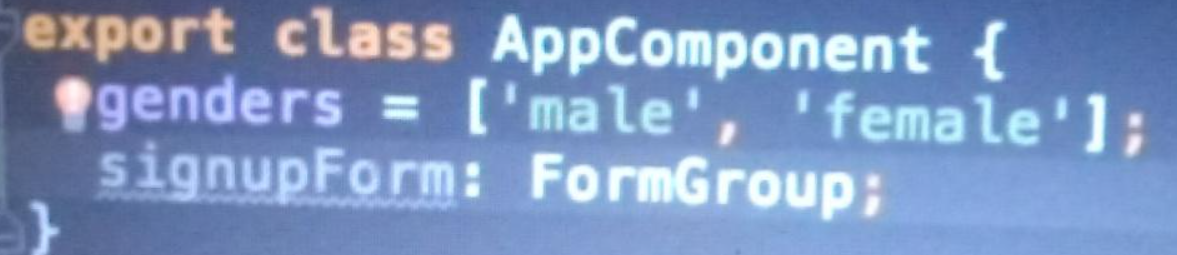 export class AppComponent {
genders = ['male', 'female'];
signupForm: FormGroup;
}